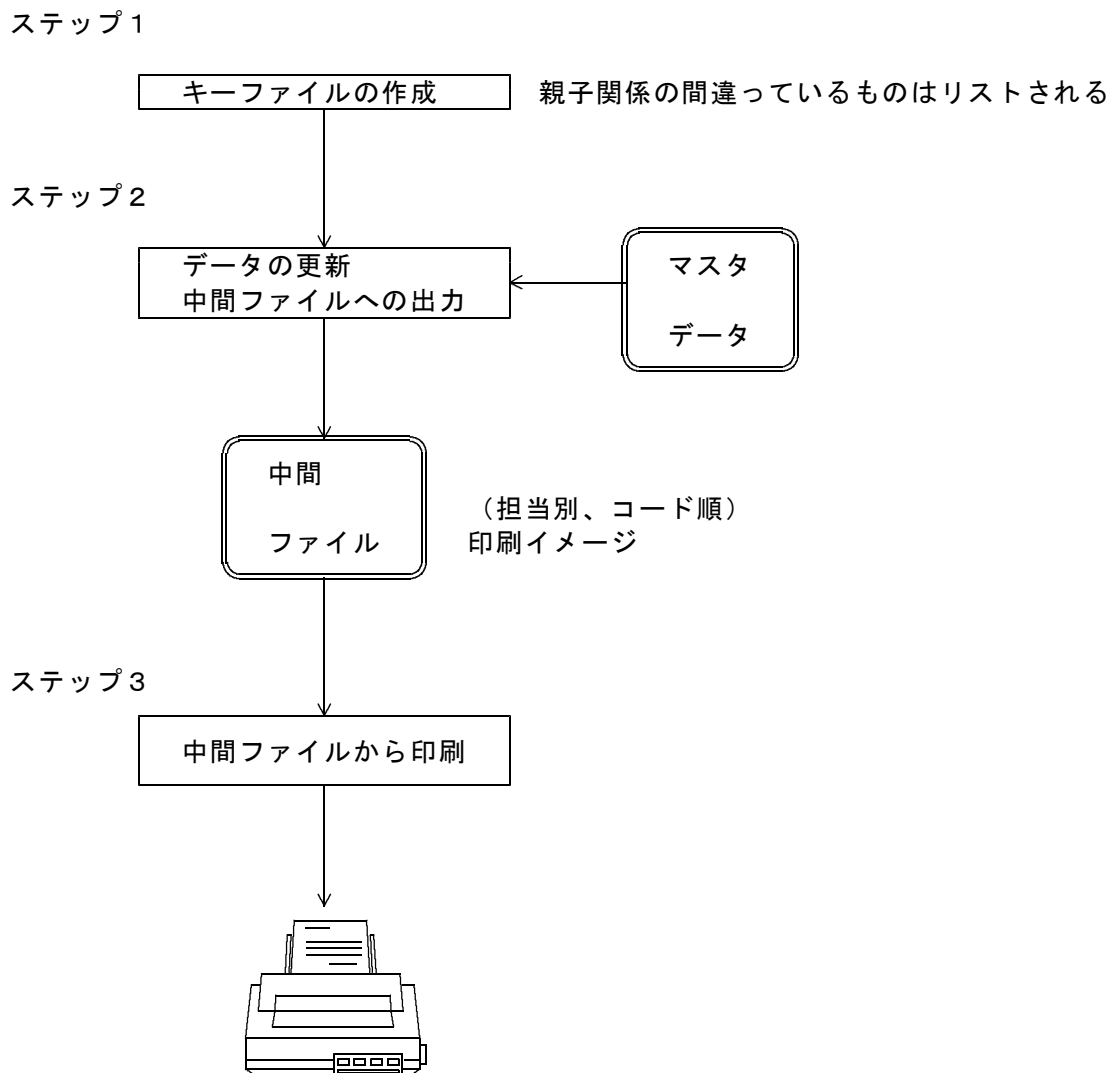 ステップ１
キーファイルの作成
親子関係の間違っているものはリストされる
ステップ２
データの更新
中間ファイルへの出力
マスタ
データ
中間
ファイル
（担当別、コード順）
印刷イメージ
ステップ３
中間ファイルから印刷